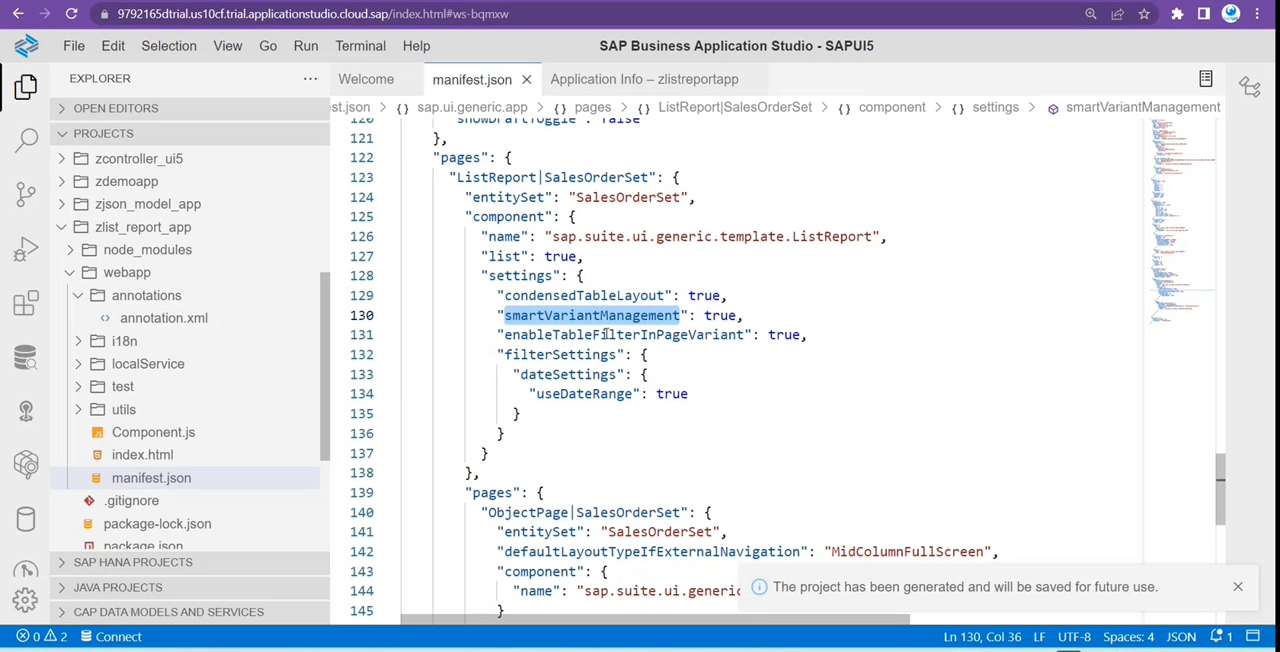 9792165dtrial.us10cf.trial.applicationstudio.cloud.sap/index.html#ws-bqmxw
File Edit Selection View Go Run Terminal Help
SAP Business Application Studio - SAPUI5
EXPLORER ...
OPEN EDITORS
PROJECTS
zcontroller_ui5
zdemoapp
zjson_model_app
zlist_report_app
node_modules
webapp
annotations
annotation.xml
i18n
localService
test
utils
Component.js
index.html
manifest.json
.gitignore
package-lock.json
package.json
SAP HANA PROJECTS
JAVA PROJECTS
CAP DATA MODELS AND SERVICES
Welcome manifest.json Application Info – zlistreportapp
est.json > {} sap.ui.generic.app > {} pages > {} ListReport|SalesOrderSet > {} component > {} settings > smartVariantManagement
120 "showDraftToggle": false
121 },
122 "pages": {
123 "ListReport|SalesOrderSet": {
124 "entitySet": "SalesOrderSet",
125 "component": {
126 "name": "sap.suite.ui.generic.template.ListReport",
127 "list": true,
128 "settings": {
129 "condensedTableLayout": true,
130 "smartVariantManagement": true,
131 "enableTableFilterInPageVariant": true,
132 "filterSettings": {
133 "dateSettings": {
134 "useDateRange": true
135 }
136 }
137 }
138 },
139 "pages": {
140 "ObjectPage|SalesOrderSet": {
141 "entitySet": "SalesOrderSet",
142 "defaultLayoutTypeIfExternalNavigation": "MidColumnFullScreen",
143 "component": {
144 "name": "sap.suite.ui.generic
145 }
The project has been generated and will be saved for future use.
0 2 Connect
Ln 130, Col 36 LF UTF-8 Spaces: 4 JSON 1